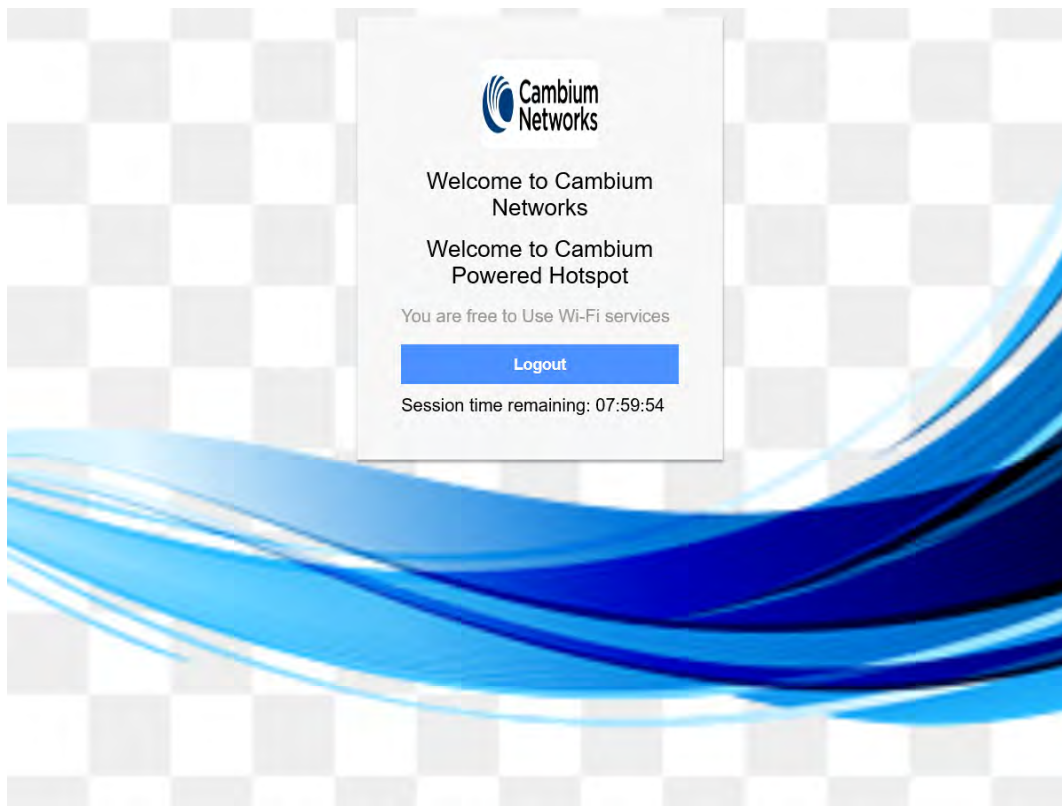 Cambium
Networks
Welcome to Cambium
Networks
Welcome to Cambium
Powered Hotspot
You are free to Use Wi-Fi services
Logout
Session time remaining: 07:59:54